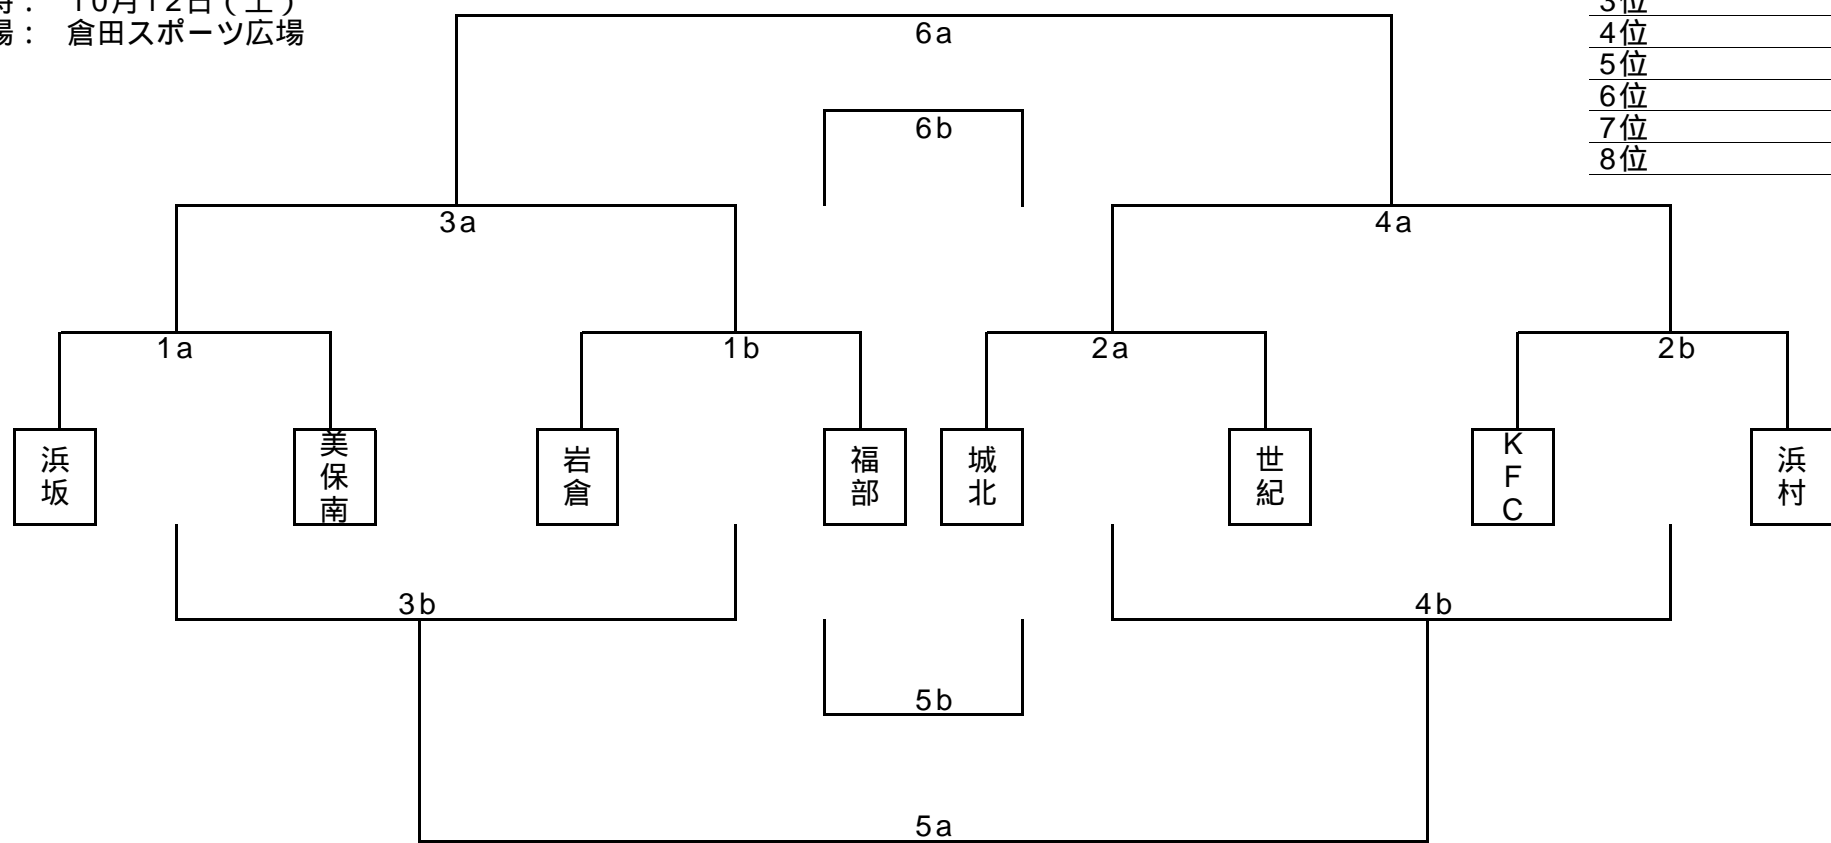 10月12日(土)
場: 倉田スポーツ広場
3位
4位
5位
6位
7位
8位
6a
6b
3a
4a
1a
1b
2a
2b
浜坂
美保南
岩倉
福部
城北
世紀
KFC
浜村
3b
4b
5b
5a